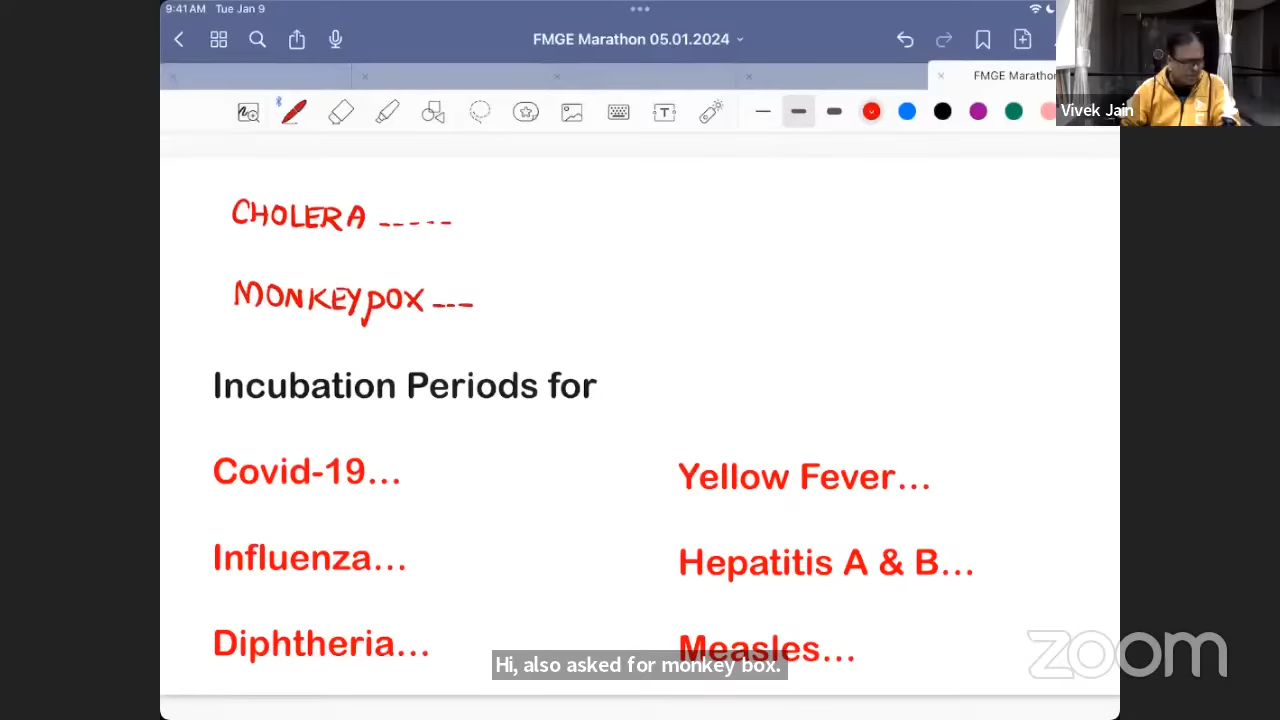 9:41 AM Tue Jan 9
FMGE Marathon 05.01.2024
FMGE Marathon
T
Vivek Jain
CHOLERA -----
MONKEYPOX ---
Incubation Periods for
Covid-19...
Yellow Fever...
Influenza...
Hepatitis A & B...
Diphtheria...
Measles...
Hi, also asked for monkey box.
zoom